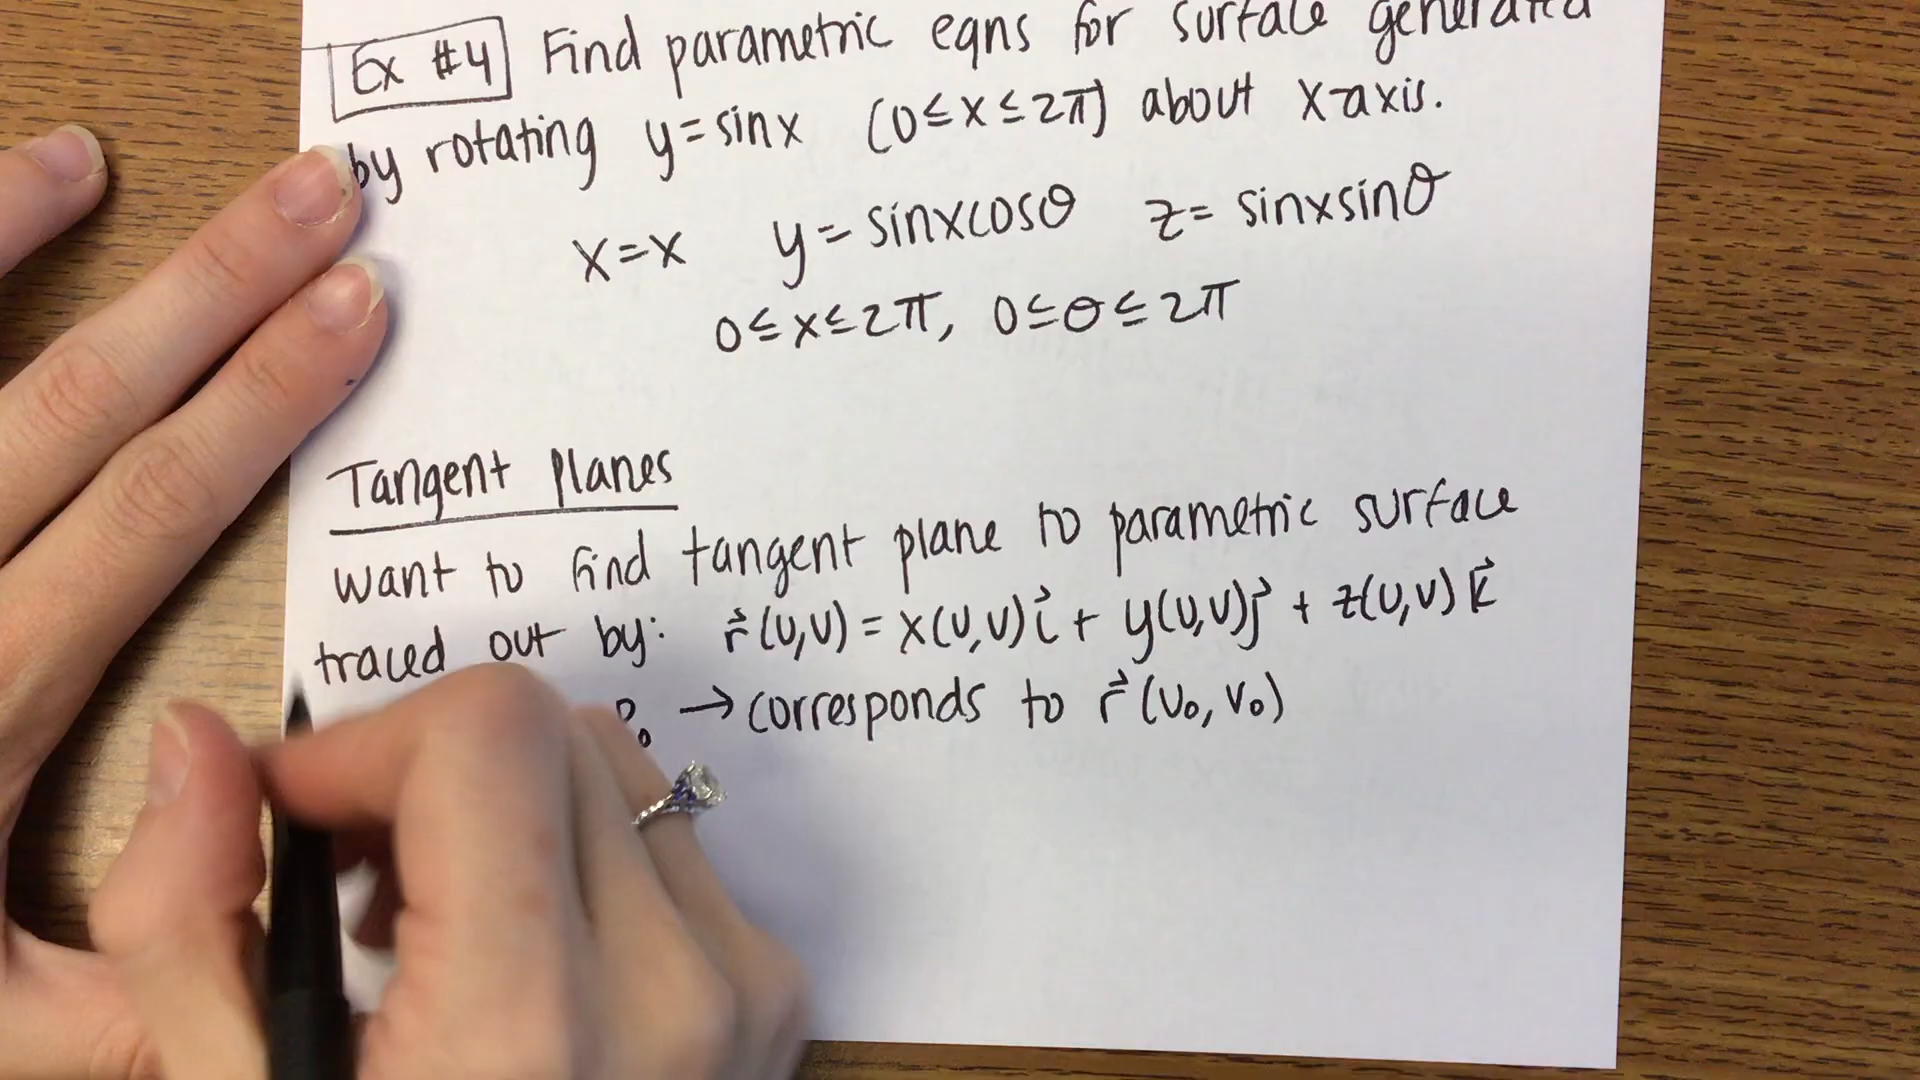 Ex #4 Find parametric eqns for surface generated
by rotating y=sinx (0≤x≤2π) about x-axis.
x=x y=sinxcosθ z=sinxsinθ
0≤x≤2π, 0≤θ≤2π
Tangent Planes
want to find tangent plane to parametric surface
traced out by: r⃗(u,v) = x(u,v)i⃗ + y(u,v)j⃗ + z(u,v)k⃗
P₀ → corresponds to r⃗(u₀, v₀)